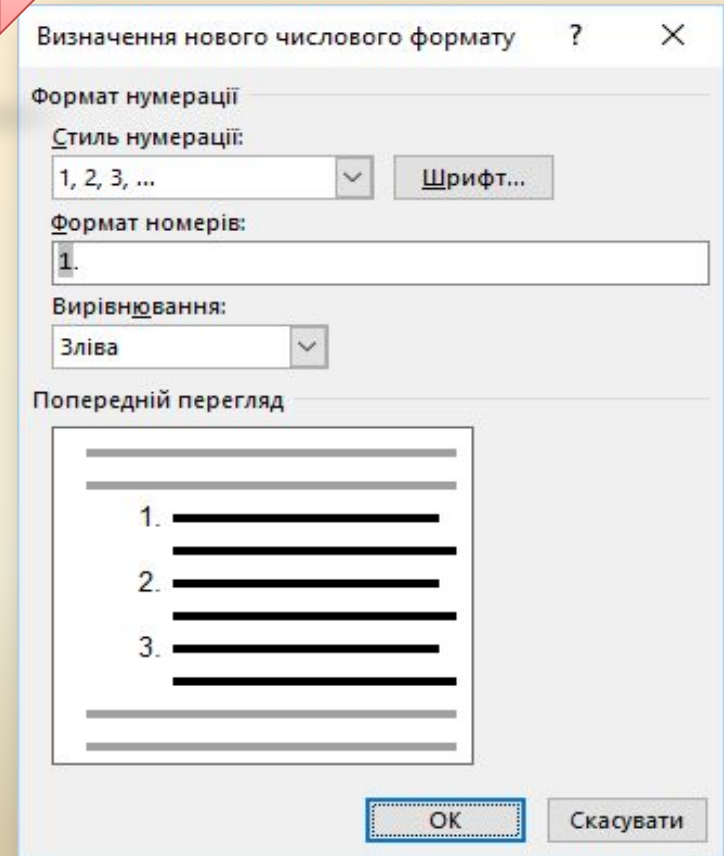 Визначення нового числового формату ? ×
Формат нумерації
Стиль нумерації:
1, 2, 3, ... Шрифт...
Формат номерів:
1.
Вирівнювання:
Зліва
Попередній перегляд
1.
2.
3.
ОК Скасувати